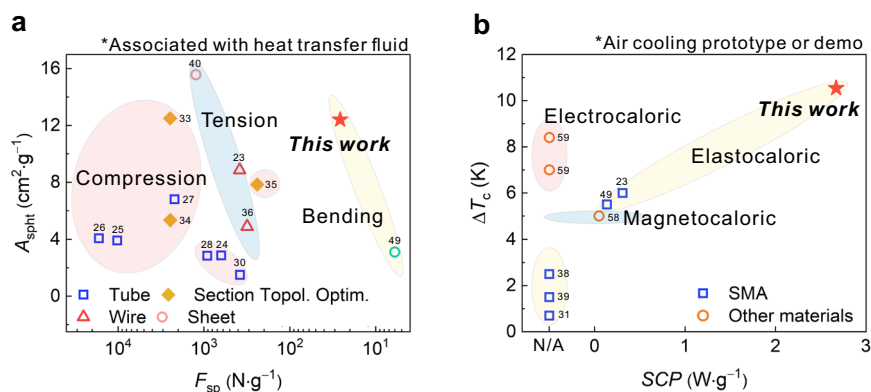 a
*Associated with heat transfer fluid
A_spht (cm²·g⁻¹)
16
12
8
4
0
40
33
Tension
This work
23
Compression
35
27
34
36
26
25
Bending
28 24
49
30
Tube
Section Topol. Optim.
Wire
Sheet
10⁴
10³
10²
10¹
F_sp (N·g⁻¹)
b
*Air cooling prototype or demo
ΔT_c (K)
12
10
8
6
4
2
0
This work
Electrocaloric
59
59
Elastocaloric
23
49
58
Magnetocaloric
38
39
31
SMA
Other materials
N/A
0
1
2
3
SCP (W·g⁻¹)